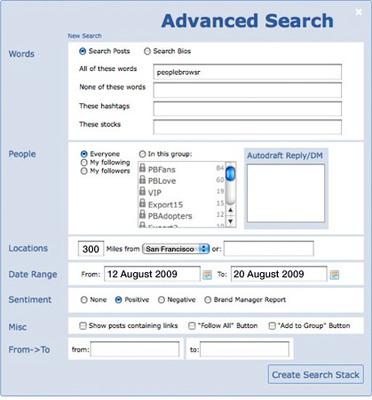 Advanced Search
New Search
Words
Search Posts Search Bios
All of these words peoplebrowsr
None of these words
These hashtags
These stocks
People
Everyone In this group: Autodraft Reply/DM
My following
My followers
PBFans 84
PBLove 60
VIP
Export15
PBAdopters
Locations 300 Miles from San Francisco or:
Date Range From: 12 August 2009 To: 20 August 2009
Sentiment None Positive Negative Brand Manager Report
Misc Show posts containing links "Follow All" Button "Add to Group" Button
From->To from: to:
Create Search Stack